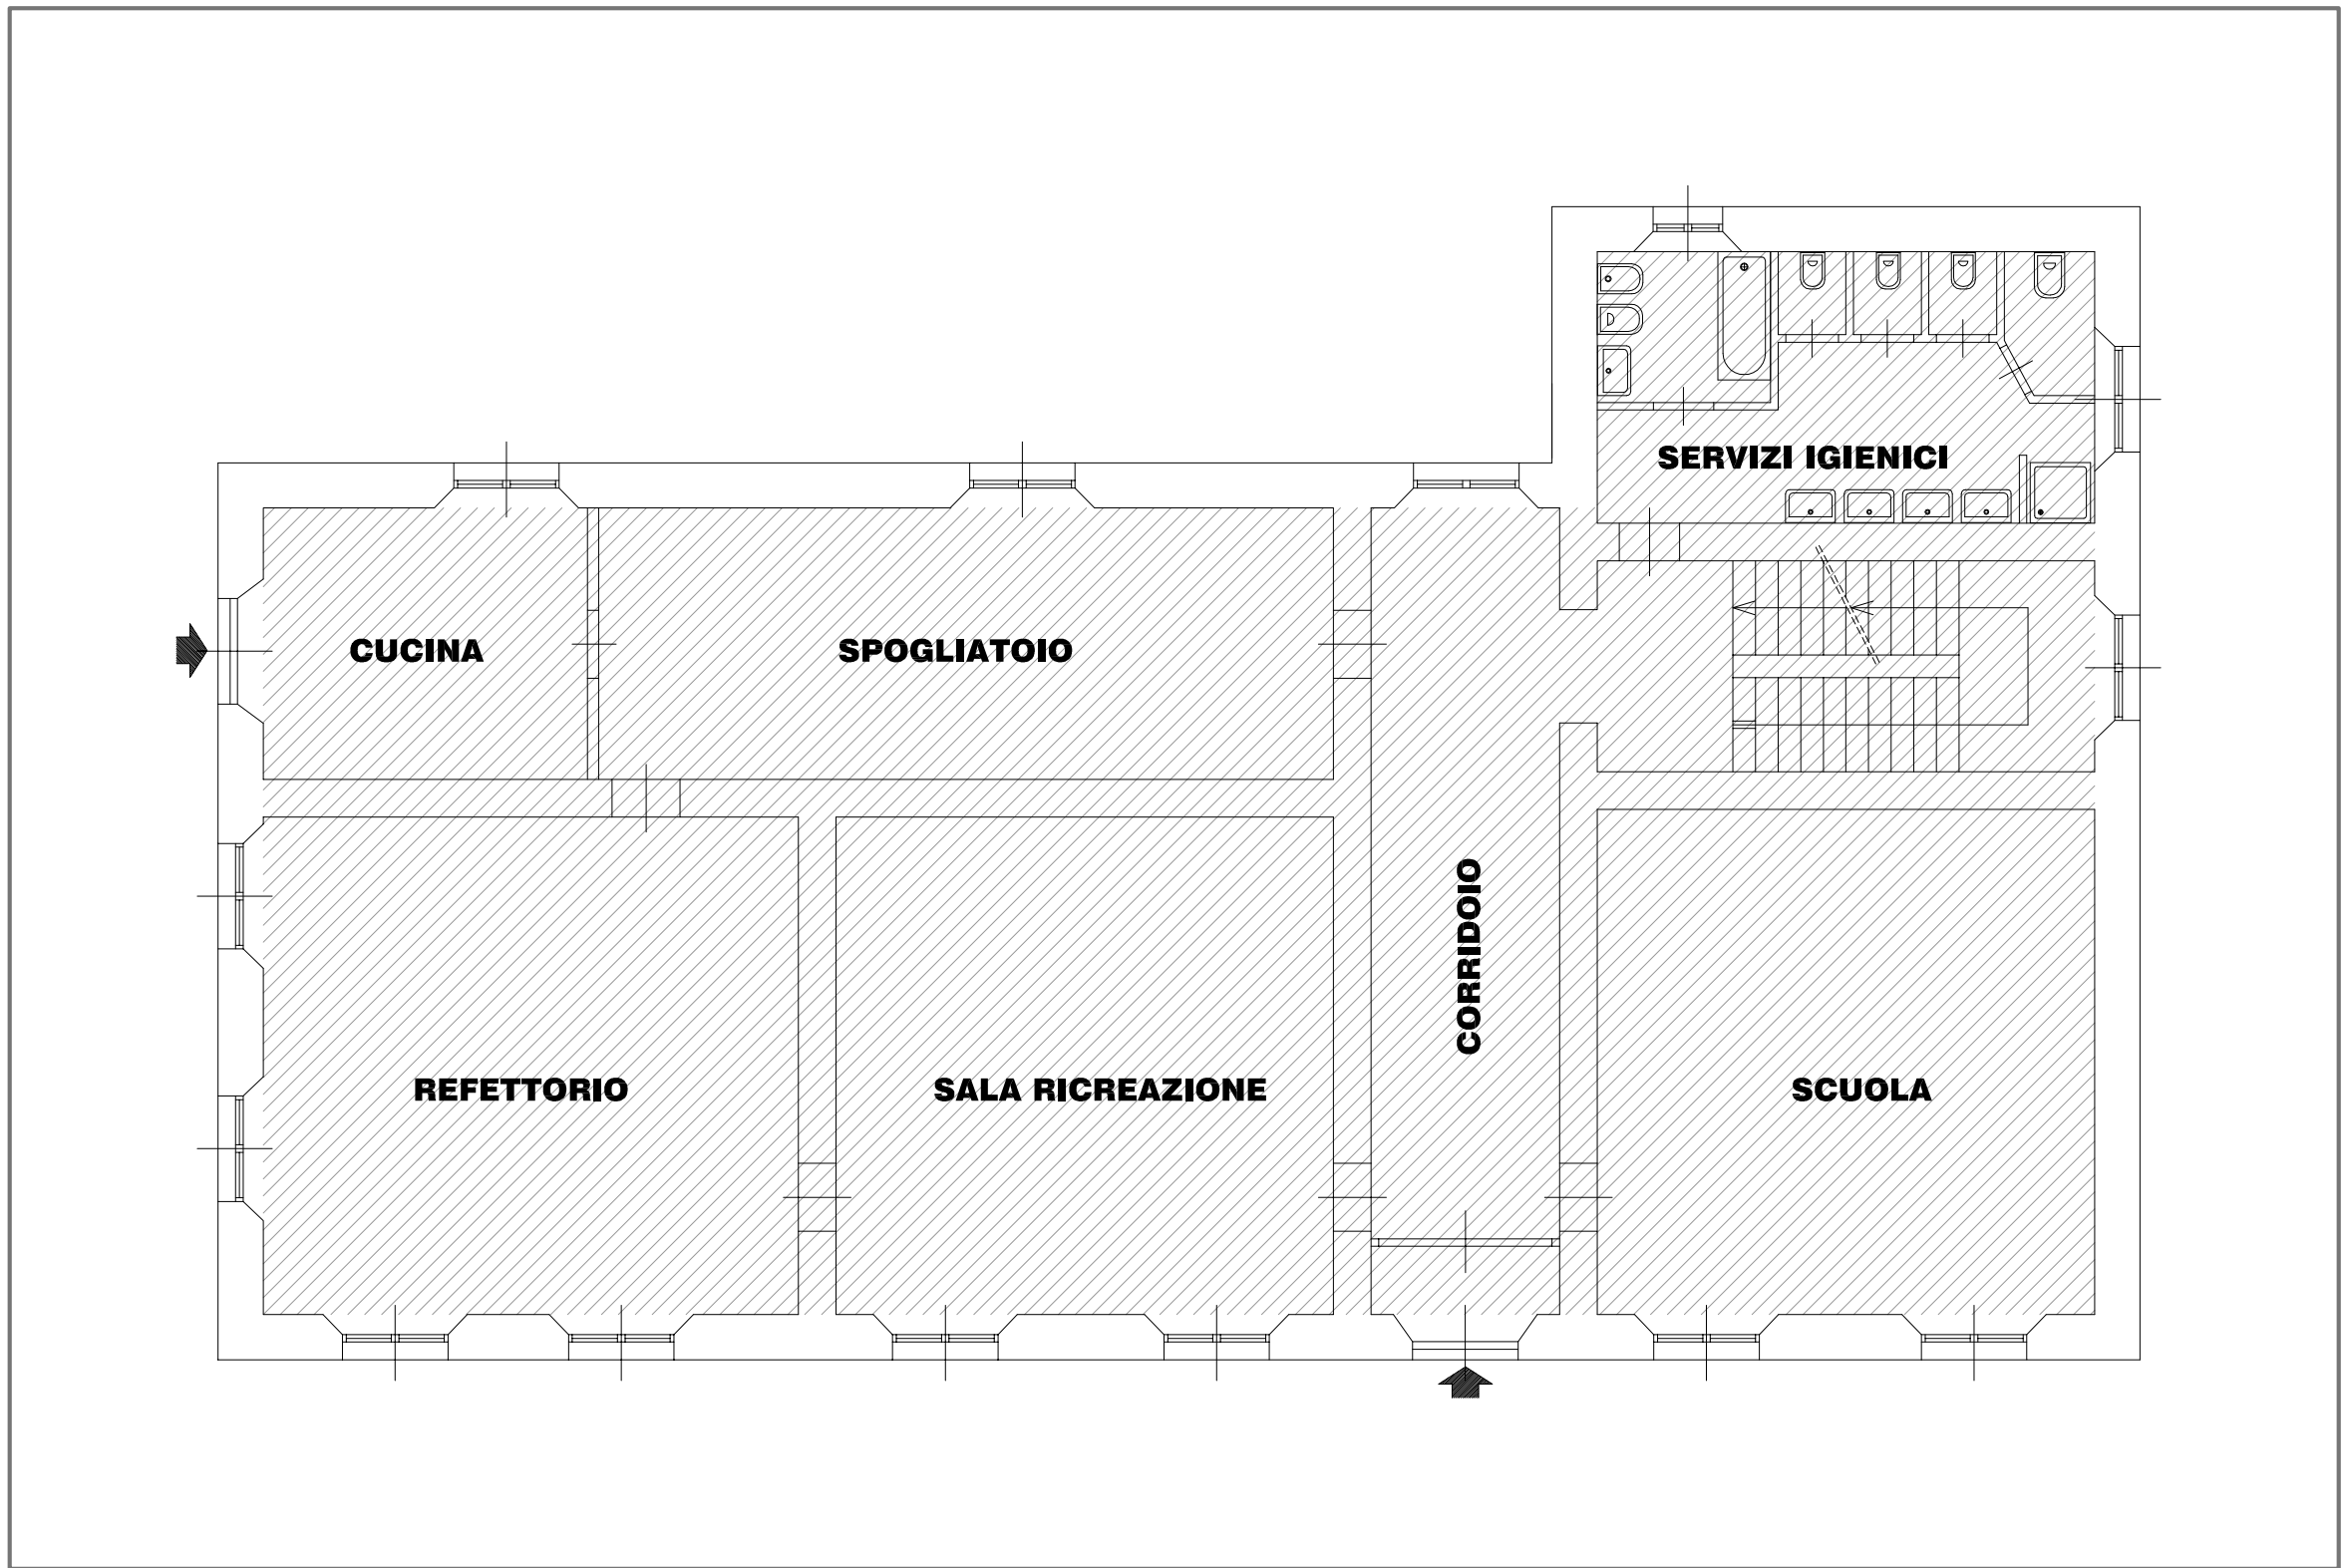 SERVIZI IGIENICI
CUCINA
SPOGLIATOIO
CORRIDOIO
REFETTORIO
SALA RICREAZIONE
SCUOLA